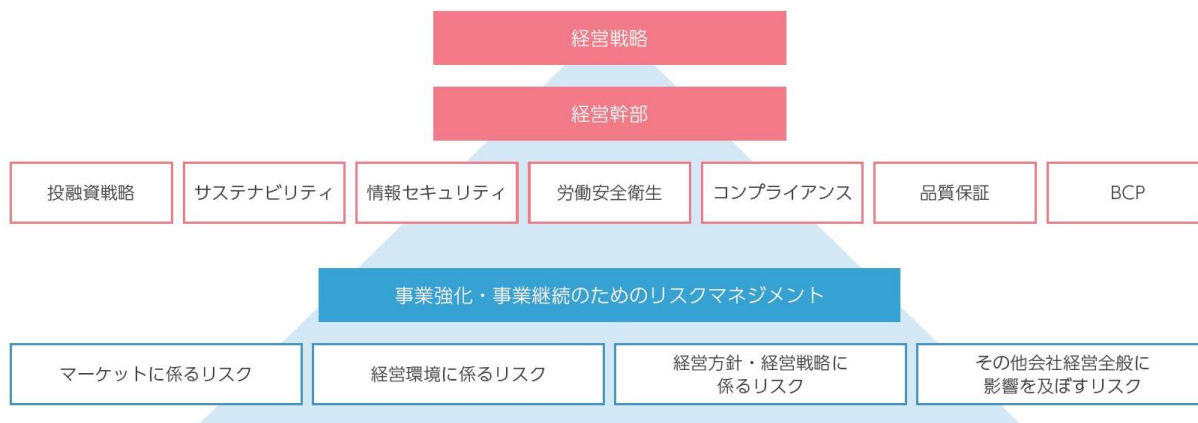 経営戦略
経営幹部
投融資戦略
サステナビリティ
情報セキュリティ
労働安全衛生
コンプライアンス
品質保証
BCP
事業強化・事業継続のためのリスクマネジメント
マーケットに係るリスク
経営環境に係るリスク
経営方針・経営戦略に
係るリスク
その他会社経営全般に
影響を及ぼすリスク